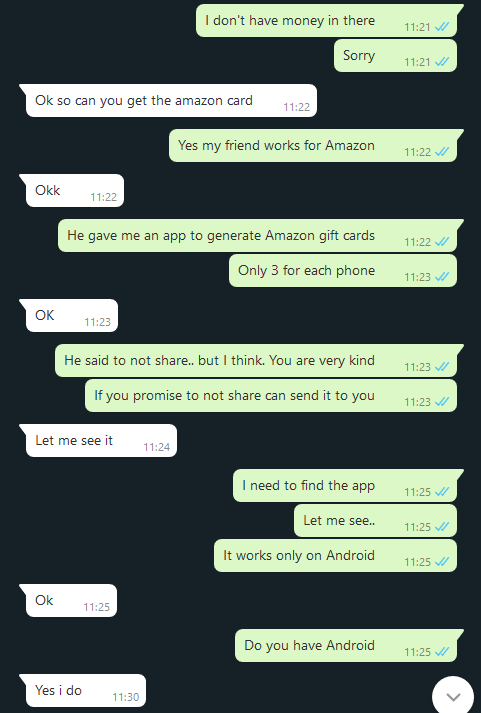 I don't have money in there 11:21
Sorry 11:21
Ok so can you get the amazon card 11:22
Yes my friend works for Amazon 11:22
Okk 11:22
He gave me an app to generate Amazon gift cards 11:22
Only 3 for each phone 11:23
OK 11:23
He said to not share.. but I think. You are very kind 11:23
If you promise to not share can send it to you 11:23
Let me see it 11:24
I need to find the app 11:25
Let me see.. 11:25
It works only on Android 11:25
Ok 11:25
Do you have Android 11:25
Yes i do 11:30